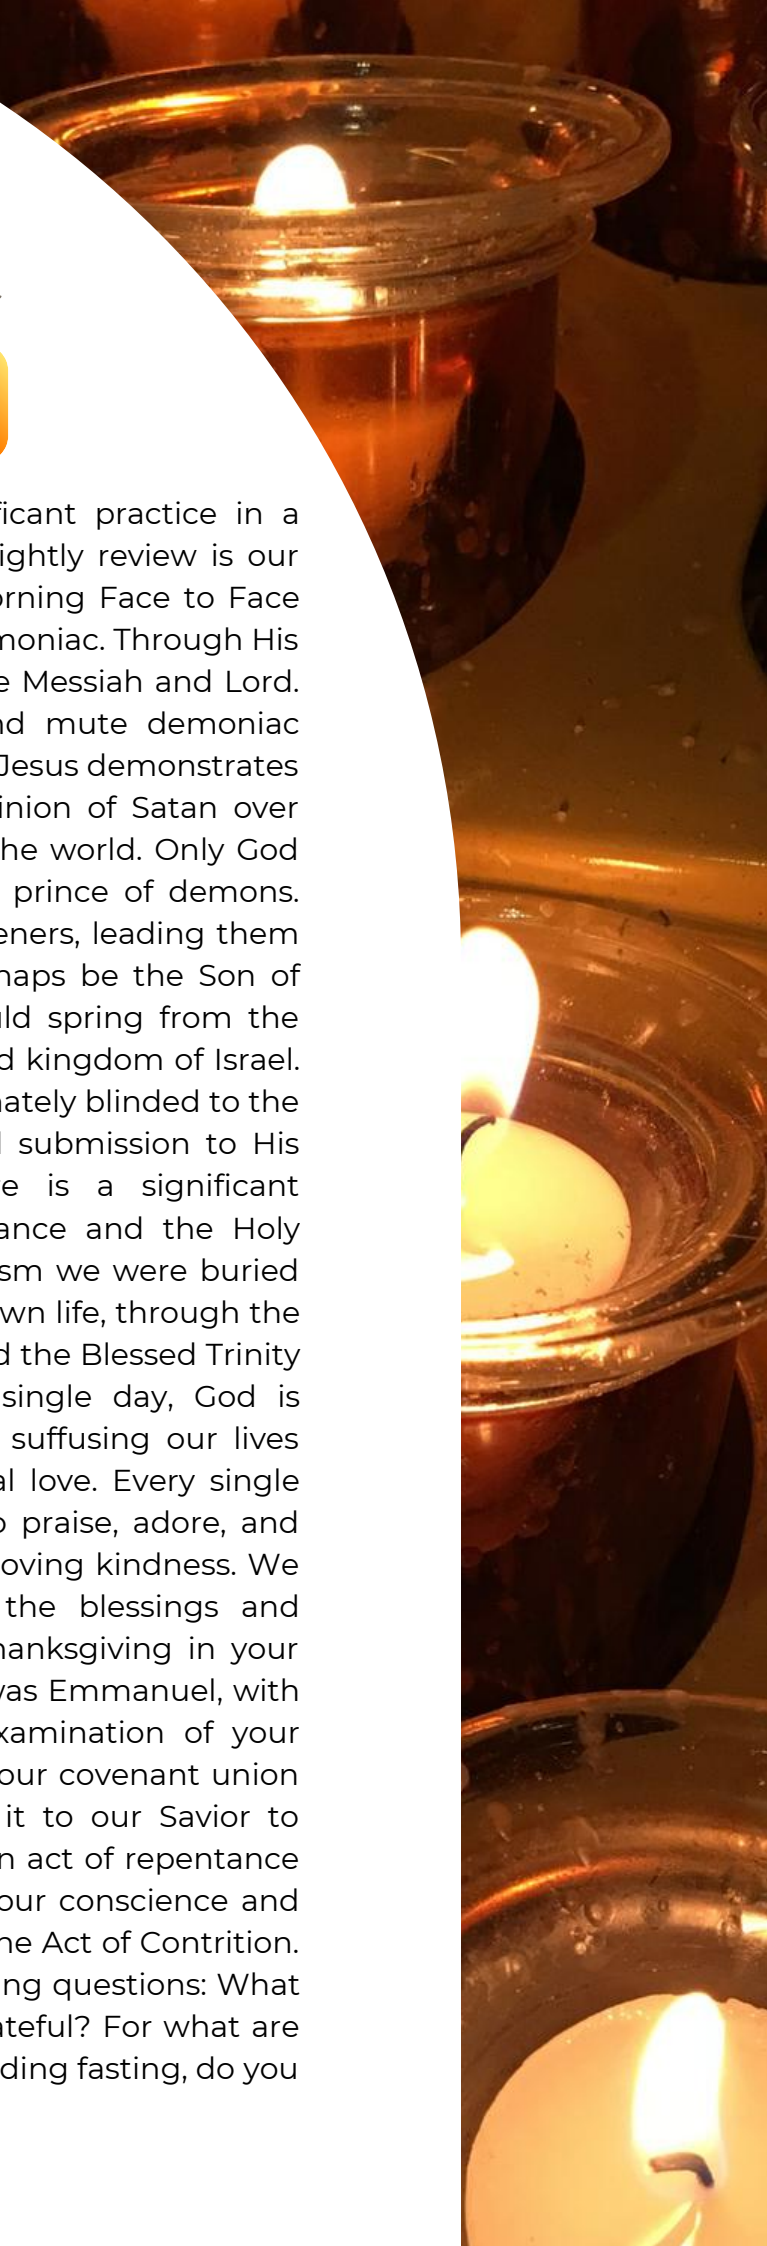 ficant practice in a
ightly review is our
orning Face to Face
moniac. Through His
e Messiah and Lord.
nd mute demoniac
Jesus demonstrates
inion of Satan over
he world. Only God
prince of demons.
eners, leading them
haps be the Son of
uld spring from the
d kingdom of Israel.
nately blinded to the
submission to His
e is a significant
ance and the Holy
ism we were buried
wn life, through the
d the Blessed Trinity
single day, God is
suffusing our lives
al love. Every single
o praise, adore, and
oving kindness. We
the blessings and
hanksgiving in your
was Emmanuel, with
xamination of your
our covenant union
it to our Savior to
n act of repentance
our conscience and
he Act of Contrition.
ng questions: What
ateful? For what are
ding fasting, do you